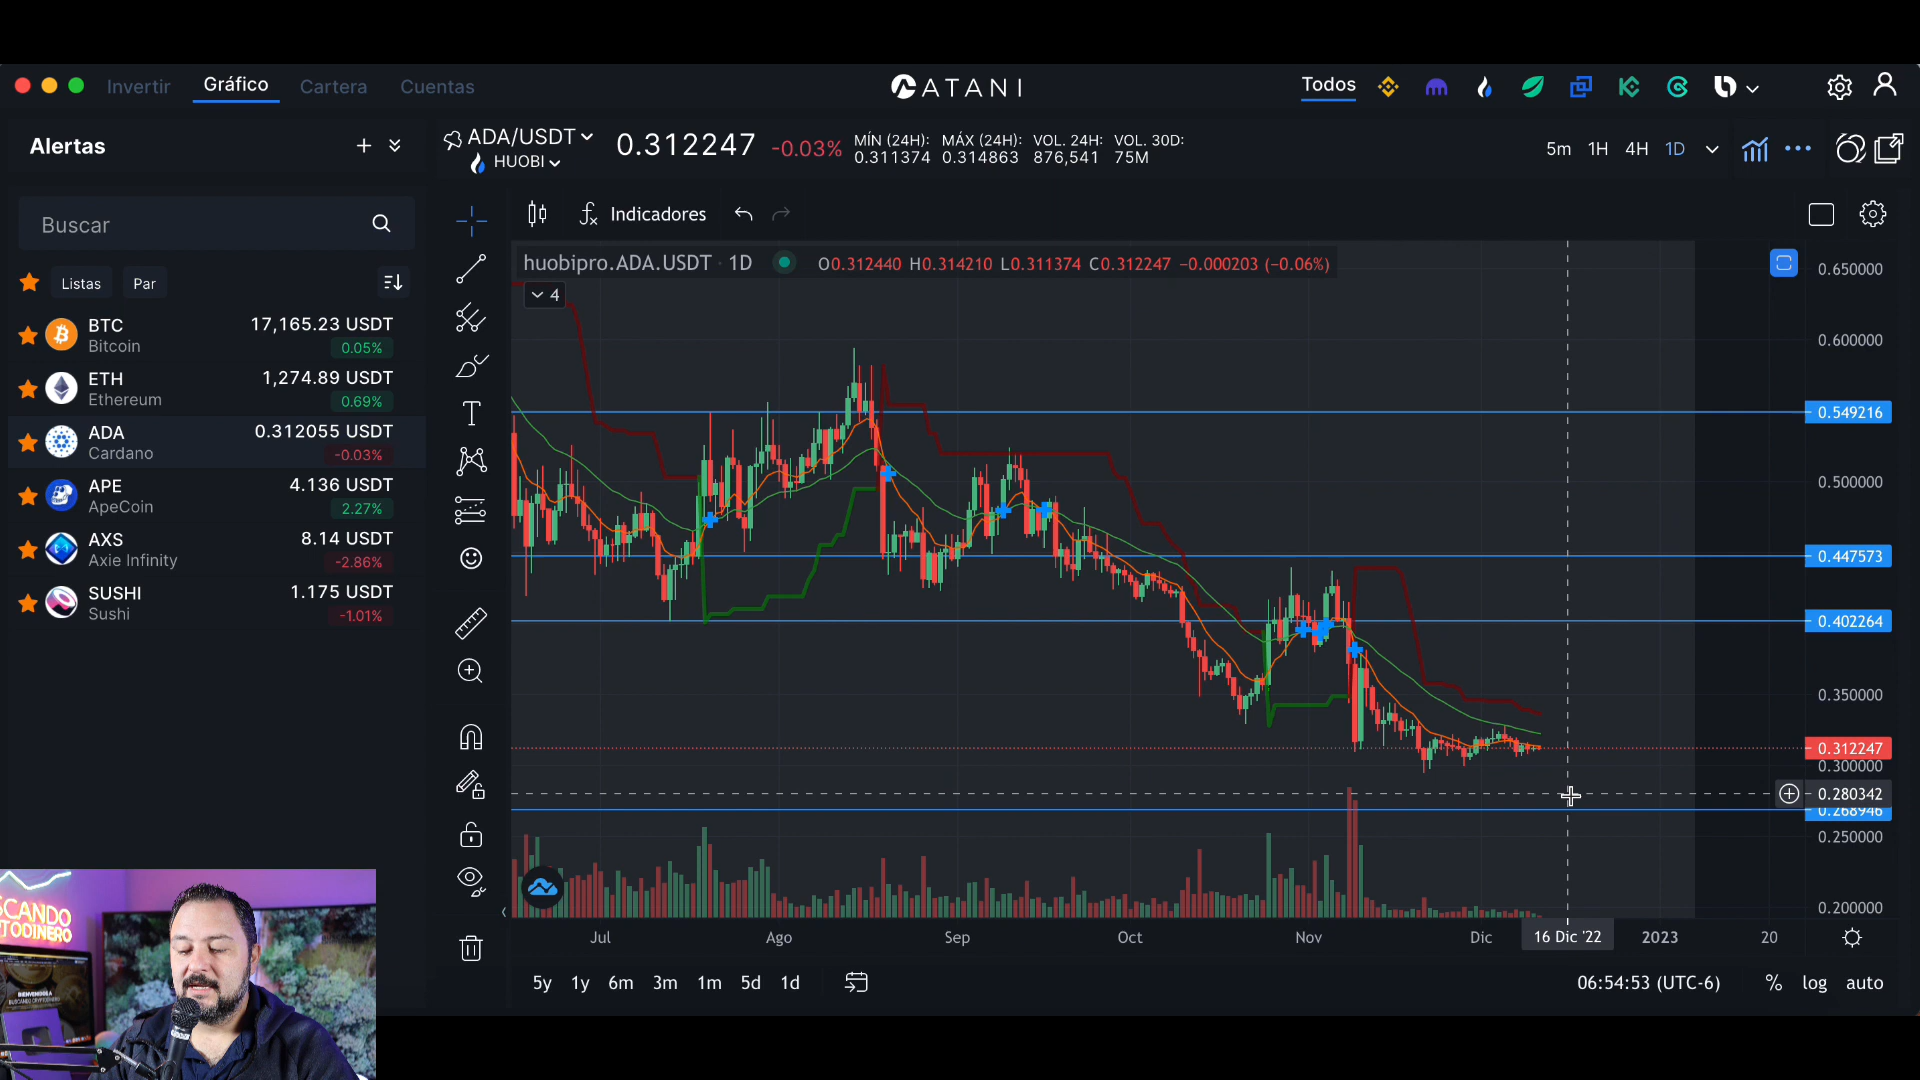 Invertir Gráfico Cartera Cuentas ATANI Todos
Alertas
ADA/USDT 0.312247 -0.03% MÍN (24H): MÁX (24H): VOL. 24H: VOL. 30D:
HUOBI 0.311374 0.314863 876,541 75M
5m 1H 4H 1D
Buscar
Indicadores
huobipro.ADA.USDT · 1D O0.312440 H0.314210 L0.311374 C0.312247 −0.000203 (−0.06%)
4
Listas Par
BTC 17,165.23 USDT
Bitcoin 0.05%
ETH 1,274.89 USDT
Ethereum 0.69%
ADA 0.312055 USDT
Cardano -0.03%
APE 4.136 USDT
ApeCoin 2.27%
AXS 8.14 USDT
Axie Infinity -2.86%
SUSHI 1.175 USDT
Sushi -1.01%
0.650000
0.600000
0.549216
0.500000
0.447573
0.402264
0.350000
0.312247
0.300000
0.280342
0.268946
0.250000
0.200000
Jul Ago Sep Oct Nov Dic 16 Dic '22 2023 20
5y 1y 6m 3m 1m 5d 1d 06:54:53 (UTC-6) % log auto
SCANDO
TODINERO
BIENVENIDOS A
BUSCANDO CRYPTODINERO